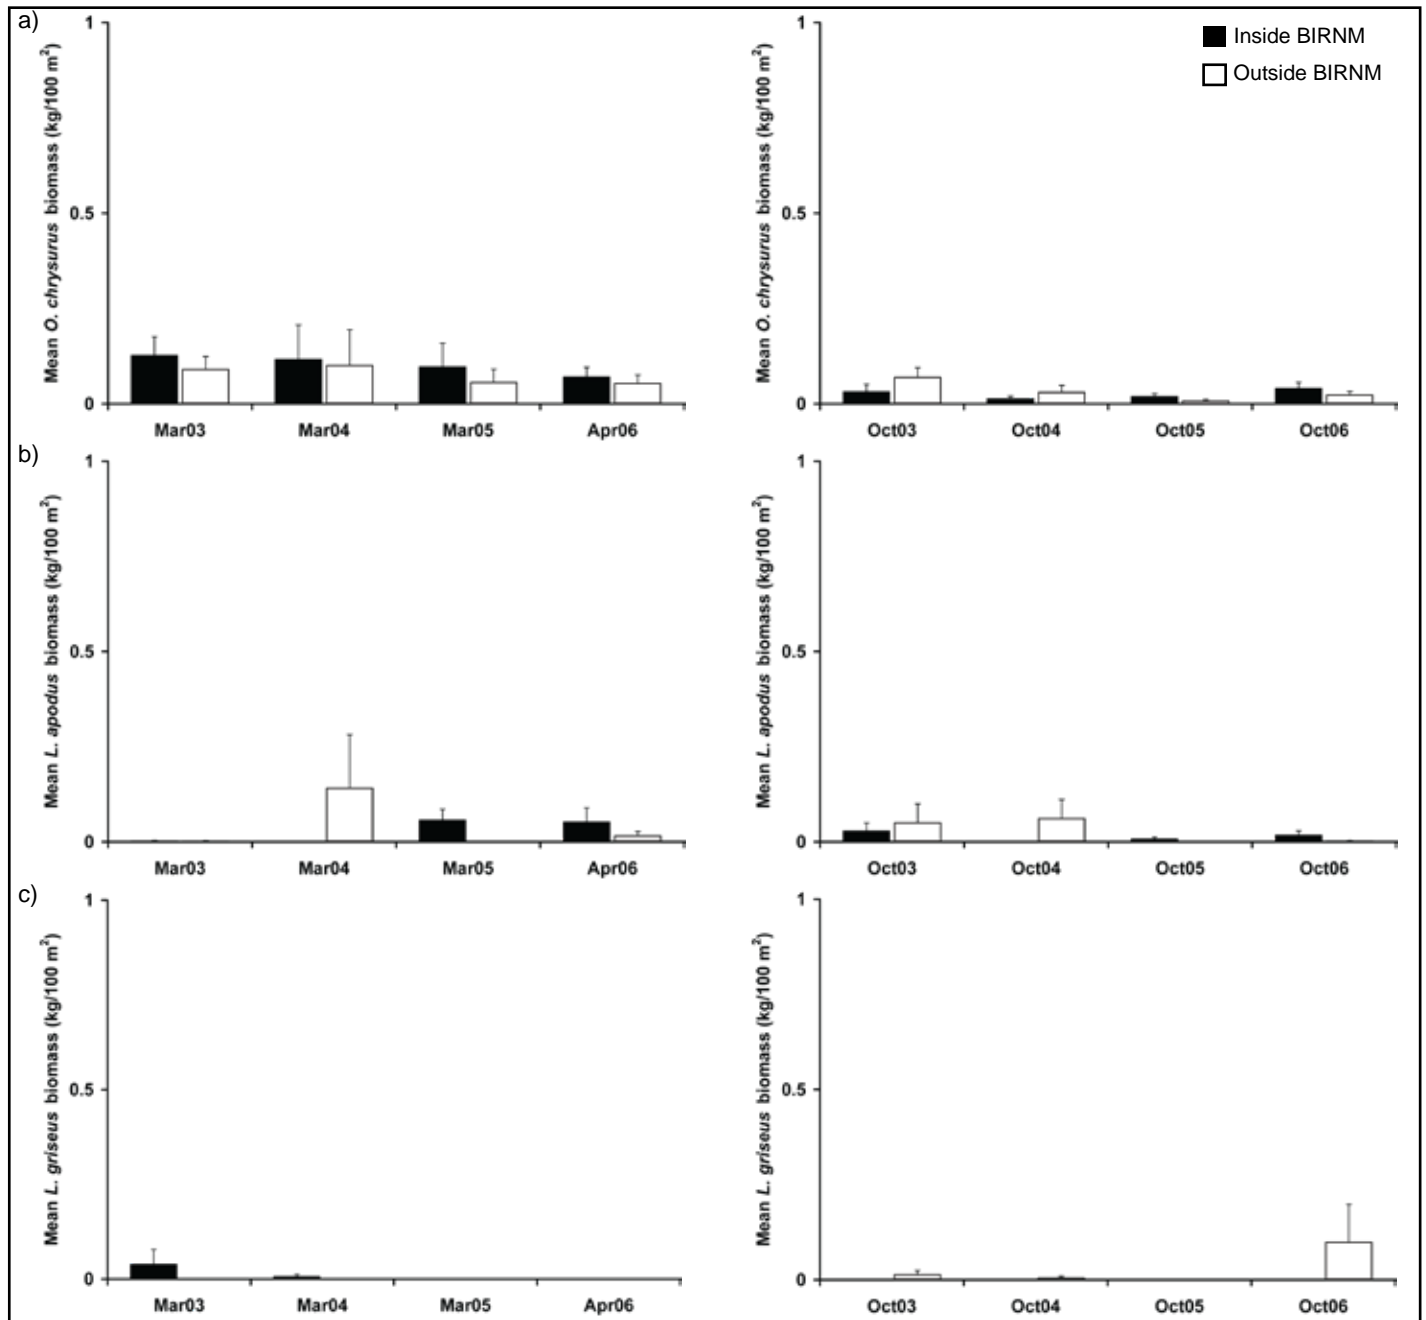 a)
Mean O. chrysurus biomass (kg/100 m²)
1
0.5
0
Mar03 Mar04 Mar05 Apr06
Mean O. chrysurus biomass (kg/100 m²)
1
0.5
0
Oct03 Oct04 Oct05 Oct06
Inside BIRNM
Outside BIRNM
b)
Mean L. apodus biomass (kg/100 m²)
1
0.5
0
Mar03 Mar04 Mar05 Apr06
Mean L. apodus biomass (kg/100 m²)
1
0.5
0
Oct03 Oct04 Oct05 Oct06
c)
Mean L. griseus biomass (kg/100 m²)
1
0.5
0
Mar03 Mar04 Mar05 Apr06
Mean L. griseus biomass (kg/100 m²)
1
0.5
0
Oct03 Oct04 Oct05 Oct06